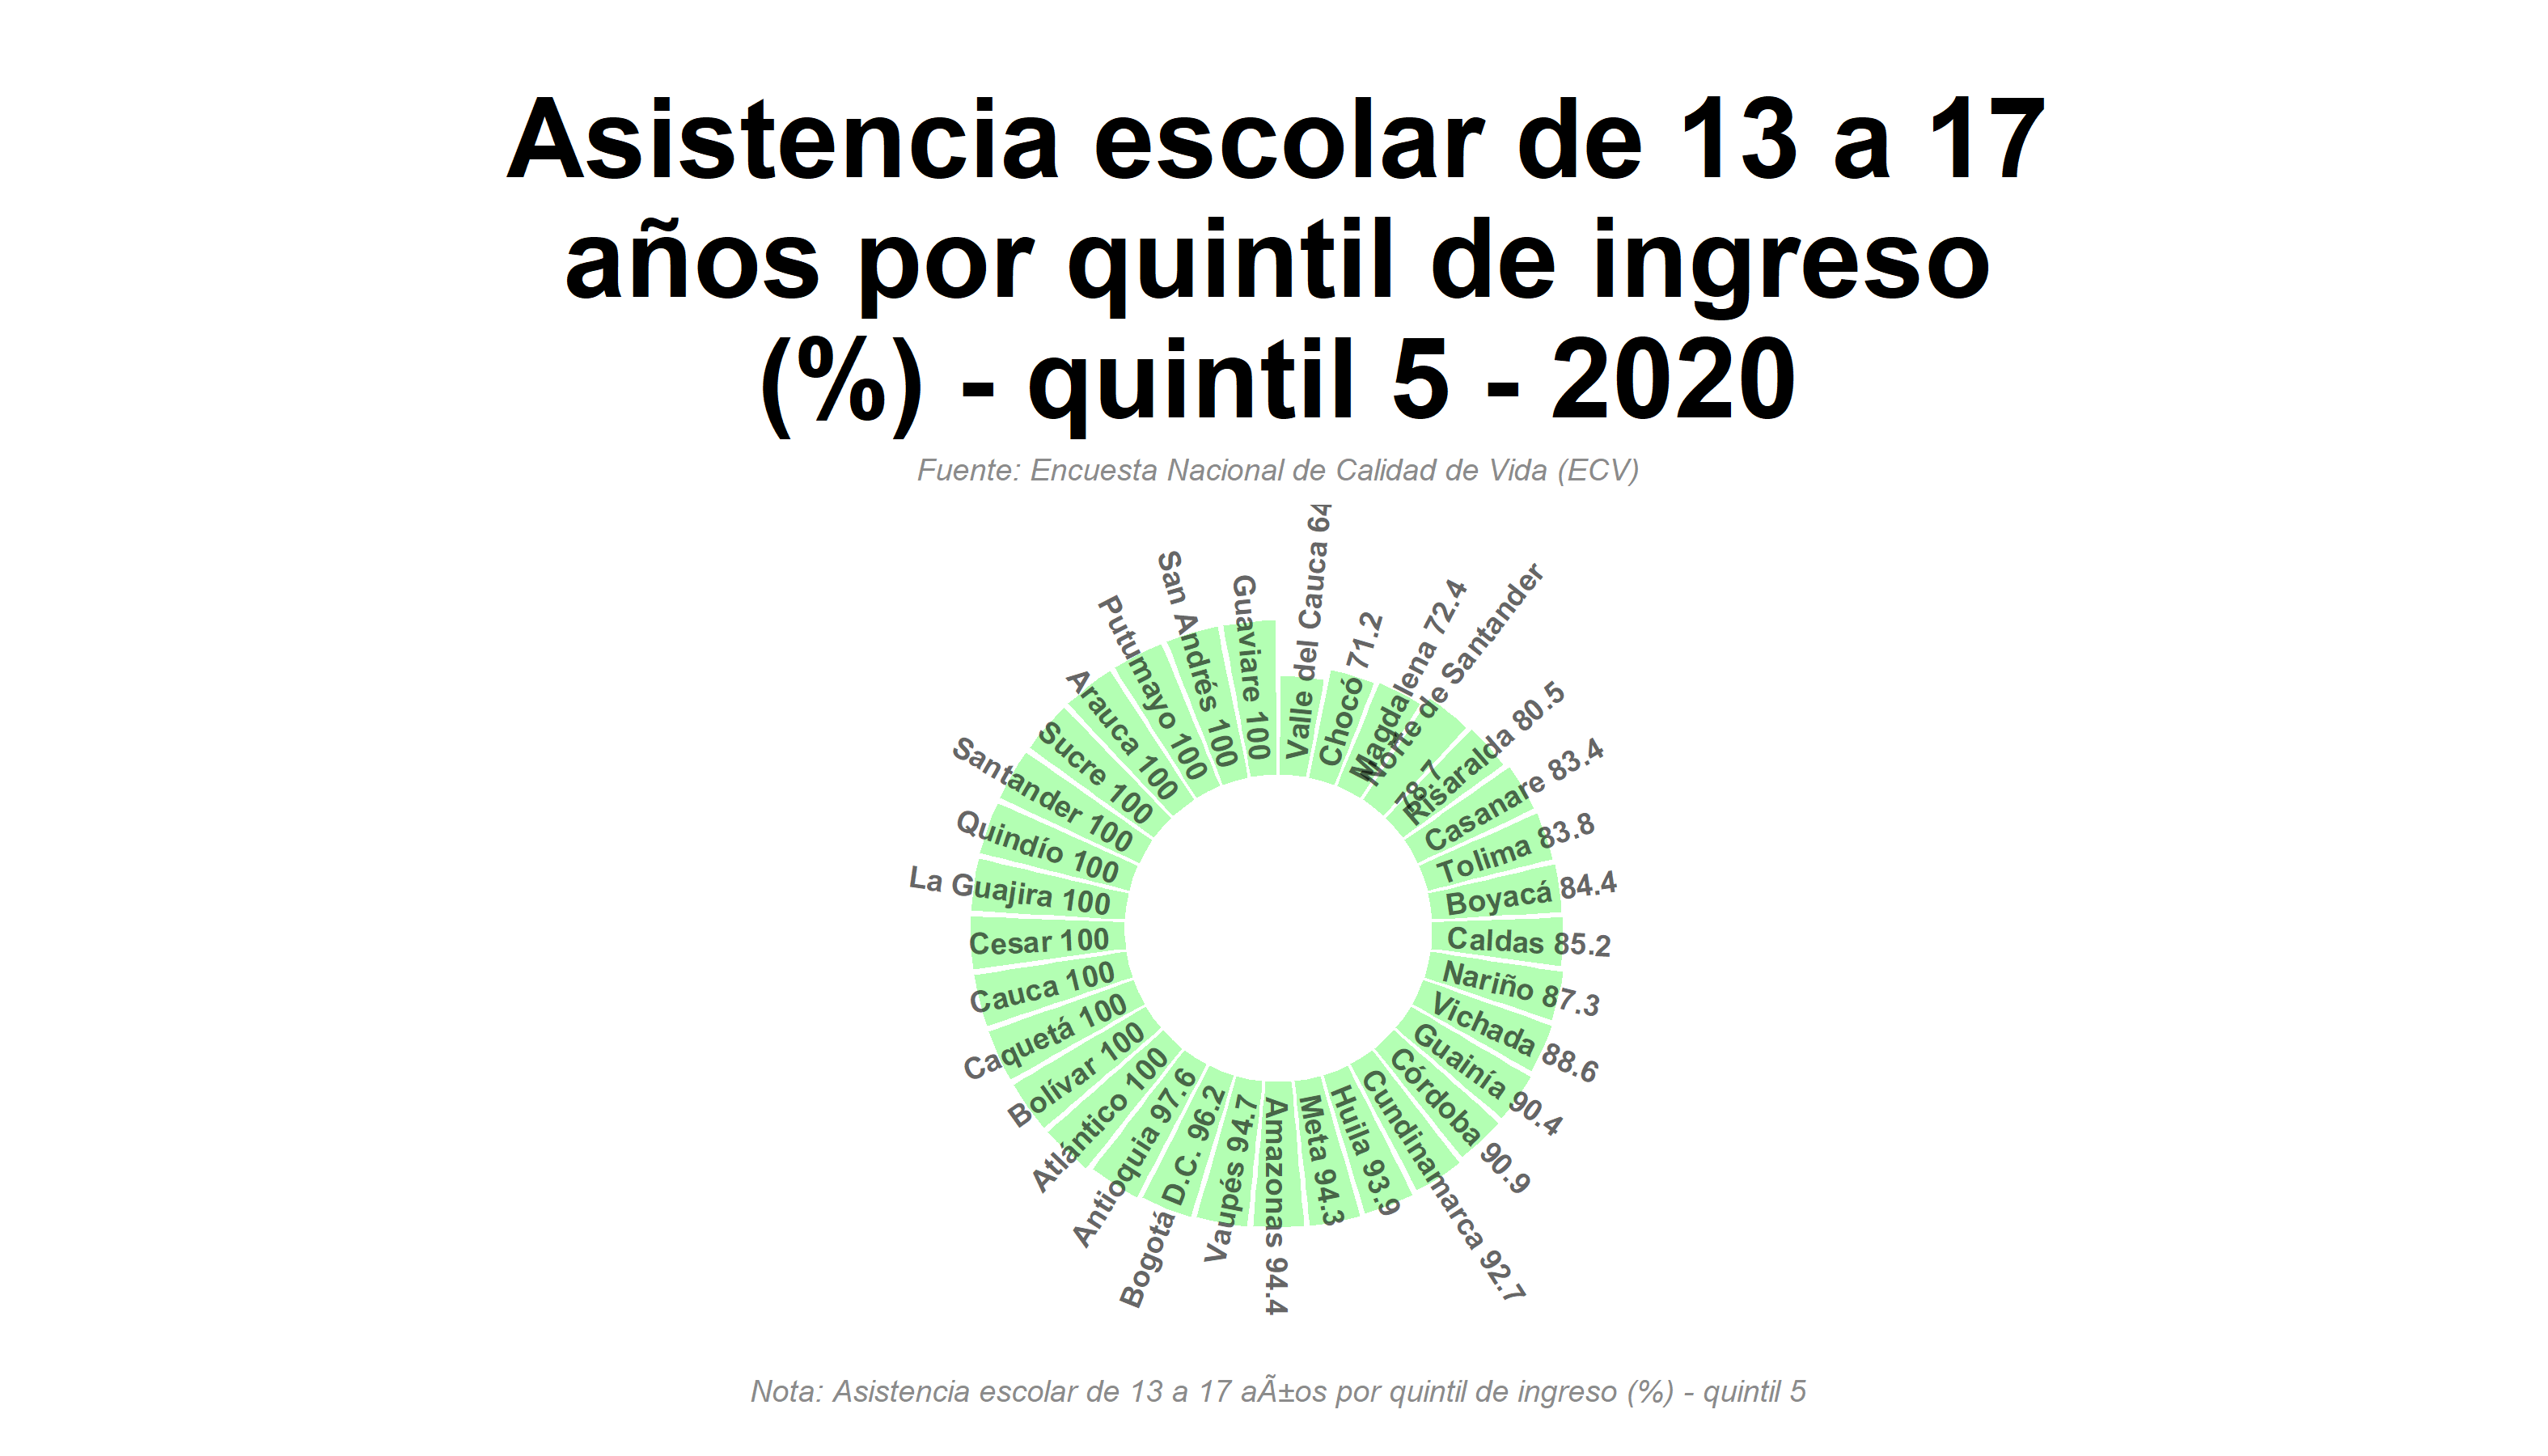 Asistencia escolar de 13 a 17
años por quintil de ingreso
(%) - quintil 5 - 2020
Fuente: Encuesta Nacional de Calidad de Vida (ECV)
Valle del Cauca 64
Chocó 71.2
Magdalena 72.4
Norte de Santander
78.7
Risaralda 80.5
Casanare 83.4
Tolima 83.8
Boyacá 84.4
Caldas 85.2
Nariño 87.3
Vichada 88.6
Guainía 90.4
Córdoba 90.9
Cundinamarca 92.7
Huila 93.9
Meta 94.3
Amazonas 94.4
Vaupés 94.7
Bogotá D.C. 96.2
Antioquia 97.6
Atlántico 100
Bolívar 100
Caquetá 100
Cauca 100
Cesar 100
La Guajira 100
Quindío 100
Santander 100
Sucre 100
Arauca 100
Putumayo 100
San Andrés 100
Guaviare 100
Nota: Asistencia escolar de 13 a 17 aÃ±os por quintil de ingreso (%) - quintil 5